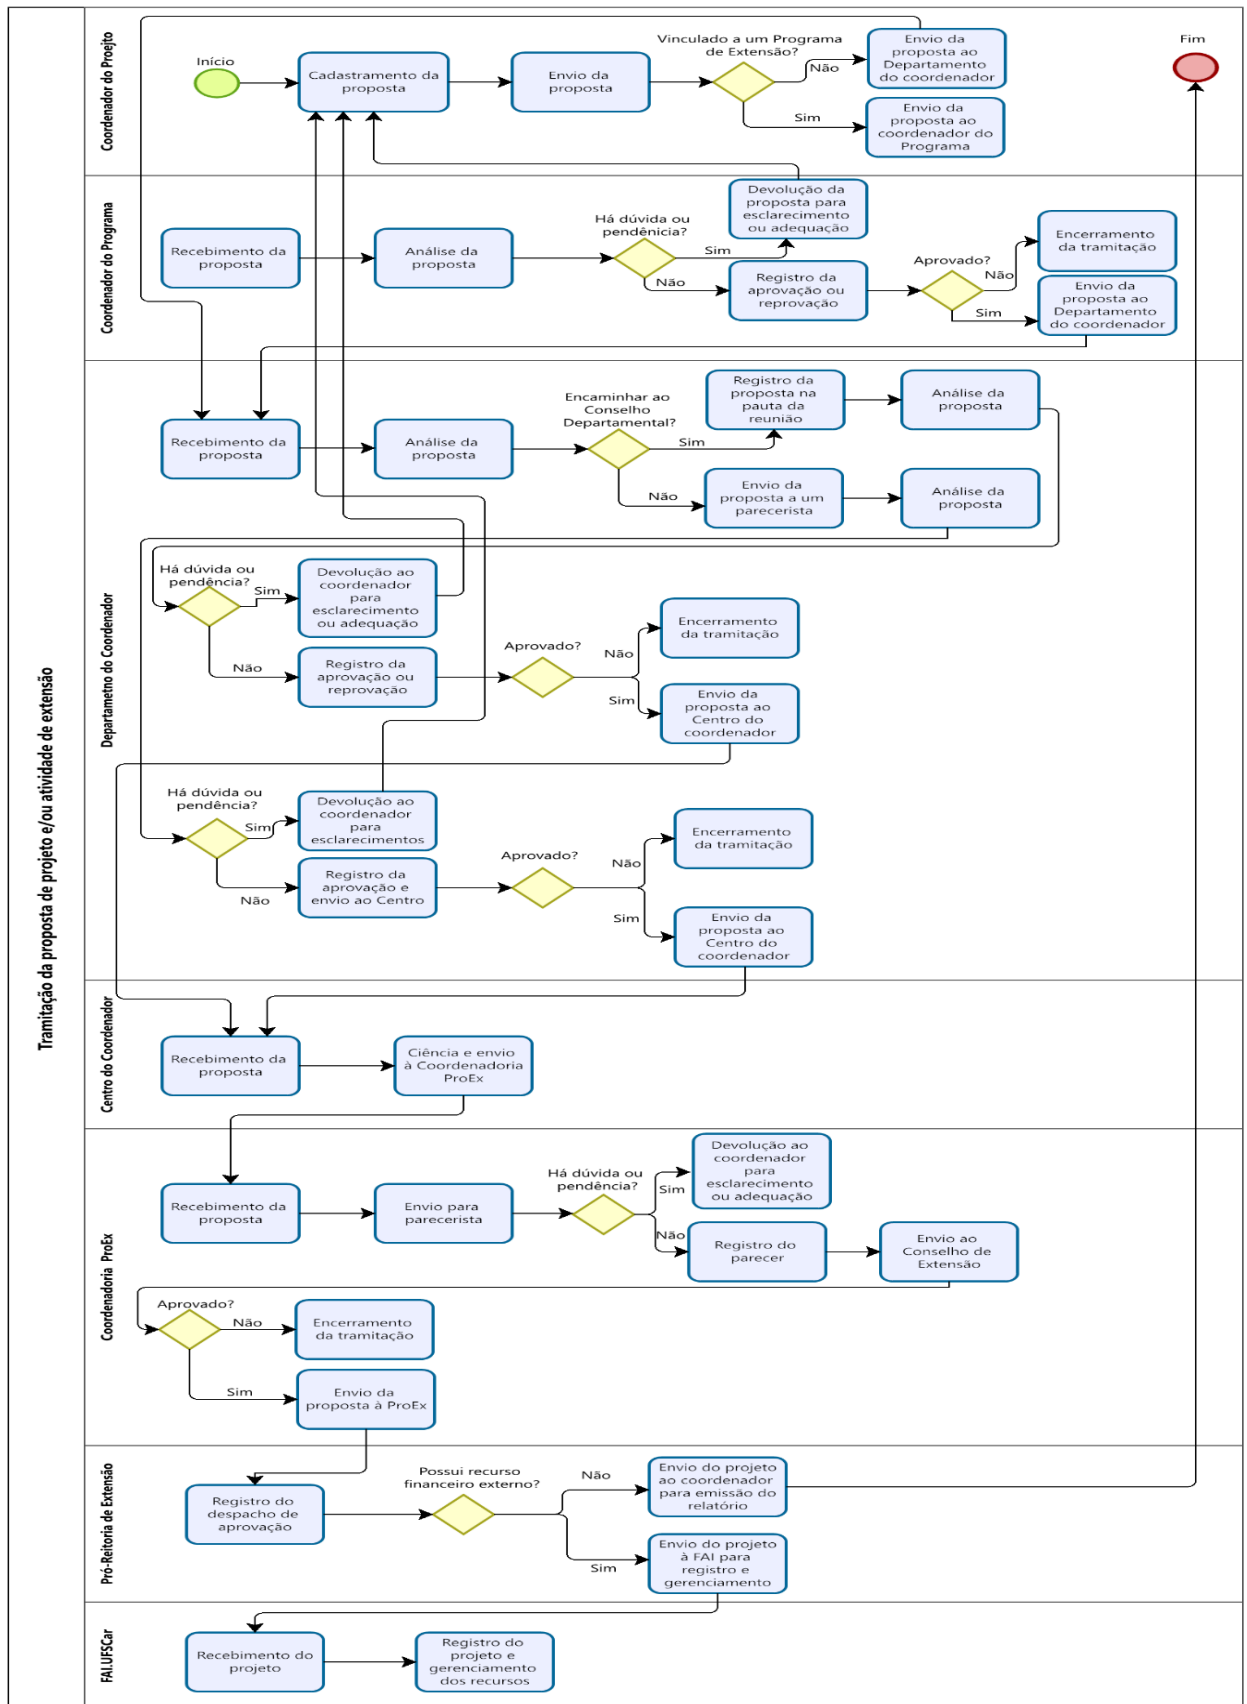 Tramitação da proposta de projeto e/ou atividade de extensão
Coordenador do Proejto
Início
Cadastramento da
proposta
Envio da
proposta
Vinculado a um Programa
de Extensão?
Não
Envio da
proposta ao
Departamento
do coordenador
Sim
Envio da
proposta ao
coordenador do
Programa
Fim
Coordenador do Programa
Recebimento da
proposta
Análise da
proposta
Há dúvida ou
pendênicia?
Sim
Devolução da
proposta para
esclarecimento
ou adequação
Não
Registro da
aprovação ou
reprovação
Aprovado?
Não
Encerramento
da tramitação
Sim
Envio da
proposta ao
Departamento
do coordenador
Departametno do Coordenador
Recebimento da
proposta
Análise da
proposta
Encaminhar ao
Conselho
Departamental?
Sim
Registro da
proposta na
pauta da
reunião
Análise da
proposta
Não
Envio da
proposta a um
parecerista
Análise da
proposta
Há dúvida ou
pendência?
Sim
Devolução ao
coordenador
para
esclarecimento
ou adequação
Não
Registro da
aprovação ou
reprovação
Aprovado?
Não
Encerramento
da tramitação
Sim
Envio da
proposta ao
Centro do
coordenador
Há dúvida ou
pendência?
Sim
Devolução ao
coordenador
para
esclarecimentos
Não
Registro da
aprovação e
envio ao Centro
Aprovado?
Não
Encerramento
da tramitação
Sim
Envio da
proposta ao
Centro do
coordenador
Centro do Coordenador
Recebimento da
proposta
Ciência e envio
à Coordenadoria
ProEx
Coordenadoria ProEx
Recebimento da
proposta
Envio para
parecerista
Há dúvida ou
pendência?
Sim
Devolução ao
coordenador
para
esclarecimento
ou adequação
Não
Registro do
parecer
Envio ao
Conselho de
Extensão
Aprovado?
Não
Encerramento
da tramitação
Sim
Envio da
proposta à ProEx
Pró-Reitoria de Extensão
Registro do
despacho de
aprovação
Possui recurso
financeiro externo?
Não
Envio do projeto
ao coordenador
para emissão do
relatório
Sim
Envio do projeto
à FAI para
registro e
gerenciamento
FAI.UFSCar
Recebimento do
projeto
Registro do
projeto e
gerenciamento
dos recursos